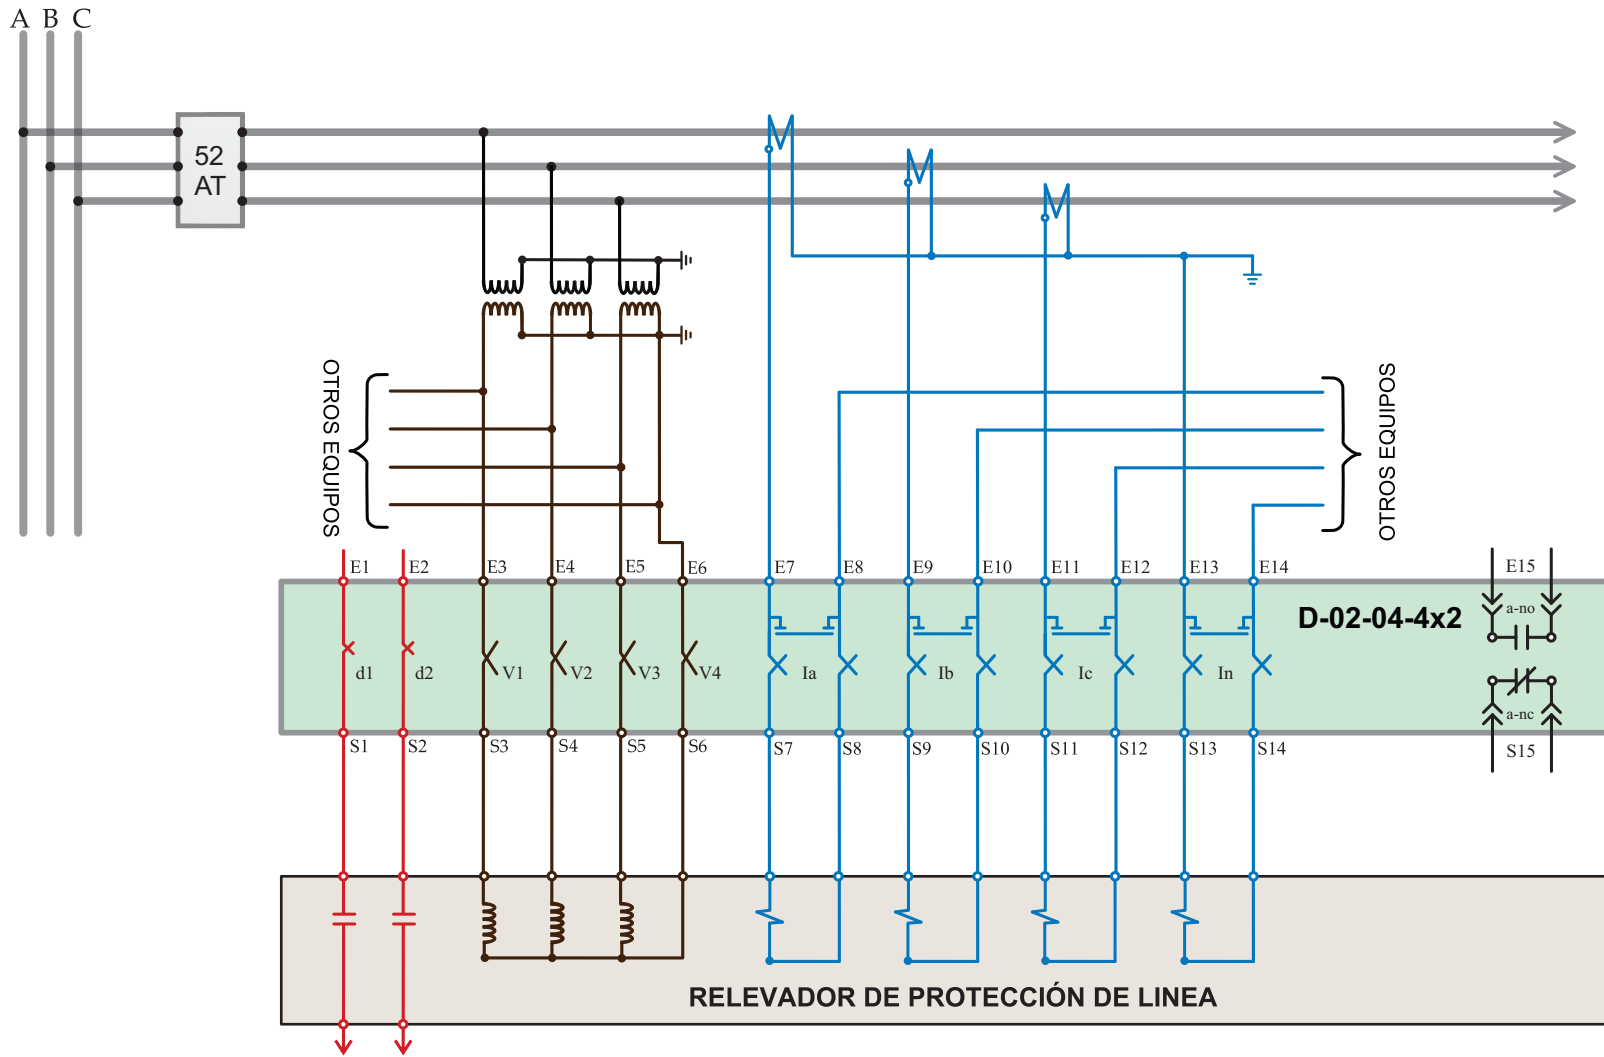 A B C
52
AT
OTROS EQUIPOS
OTROS EQUIPOS
E1 E2 E3 E4 E5 E6 E7 E8 E9 E10 E11 E12 E13 E14 E15
D-02-04-4x2
a-no
d1 d2 V1 V2 V3 V4 Ia Ib Ic In
a-nc
S1 S2 S3 S4 S5 S6 S7 S8 S9 S10 S11 S12 S13 S14 S15
RELEVADOR DE PROTECCIÓN DE LINEA